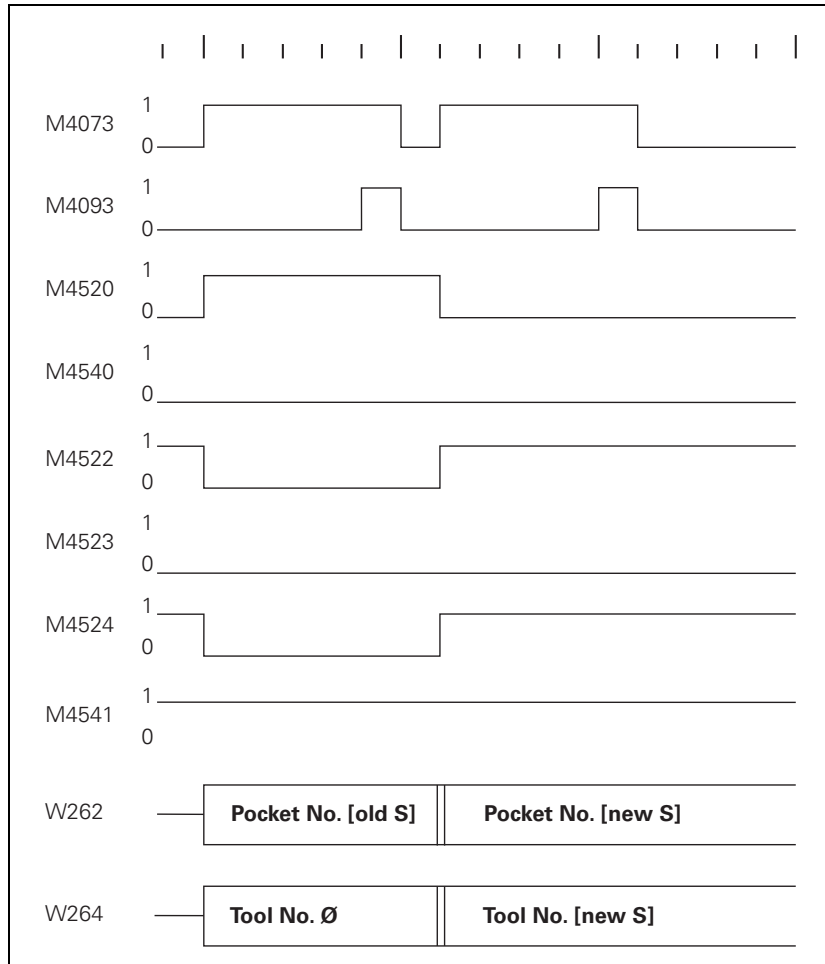 1
M4073
0
1
M4093
0
1
M4520
0
1
M4540
0
1
M4522
0
1
M4523
0
1
M4524
0
1
M4541
0
W262 Pocket No. [old S] Pocket No. [new S]
W264 Tool No. Ø Tool No. [new S]